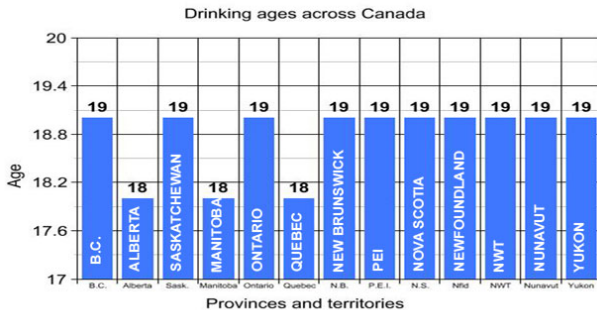 Drinking ages across Canada
20
19.4
18.8
18.2
17.6
17
Age
19 18 19 18 19 18 19 19 19 19 19 19 19
B.C.
ALBERTA
SASKATCHEWAN
MANITOBA
ONTARIO
QUEBEC
NEW BRUNSWICK
PEI
NOVA SCOTIA
NEWFOUNDLAND
NWT
NUNAVUT
YUKON
B.C. Alberta Sask. Manitoba Ontario Quebec N.B. P.E.I. N.S. Nfld NWT Nunavut Yukon
Provinces and territories